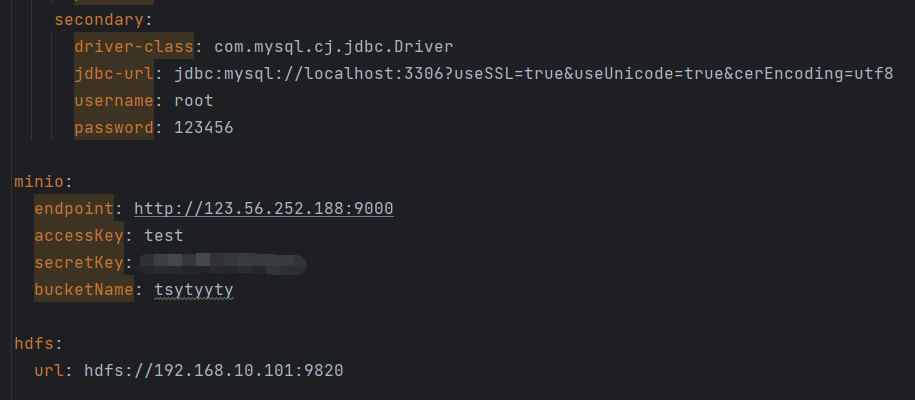 secondary:
driver-class: com.mysql.cj.jdbc.Driver
jdbc-url: jdbc:mysql://localhost:3306?useSSL=true&useUnicode=true&cerEncoding=utf8
username: root
password: 123456
minio:
endpoint: http://123.56.252.188:9000
accessKey: test
secretKey:
bucketName: tsytyyty
hdfs:
url: hdfs://192.168.10.101:9820